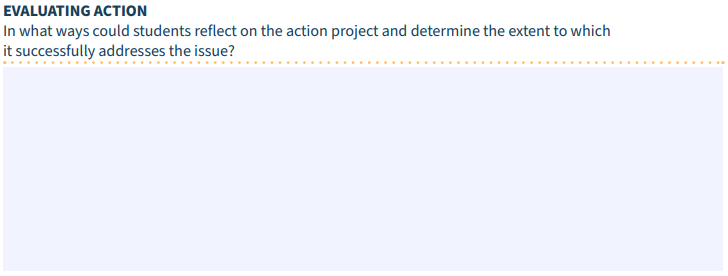 EVALUATING ACTION
In what ways could students reflect on the action project and determine the extent to which
it successfully addresses the issue?